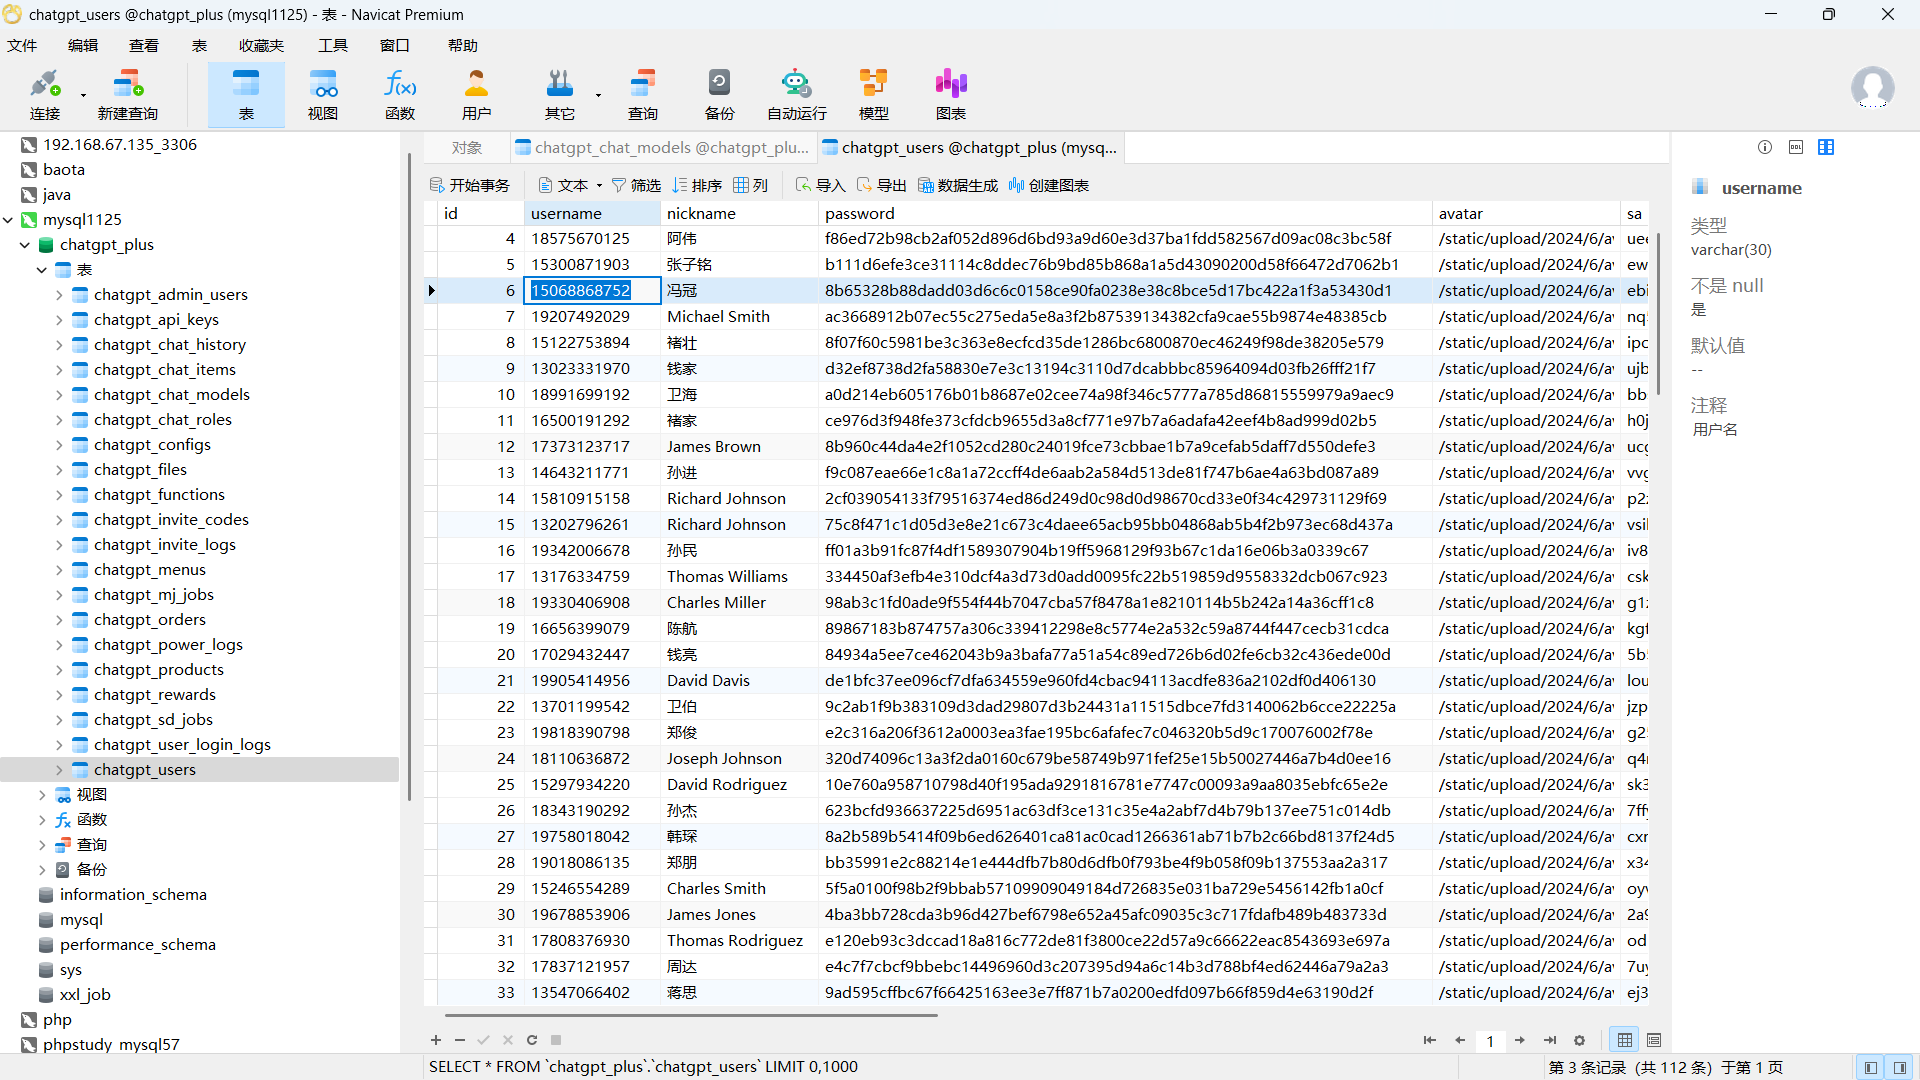 chatgpt_users @chatgpt_plus (mysql1125) - 表 - Navicat Premium
文件 编辑 查看 表 收藏夹 工具 窗口 帮助
连接 新建查询 表 视图 函数 用户 其它 查询 备份 自动运行 模型 图表
192.168.67.135_3306
baota
java
mysql1125
chatgpt_plus
表
chatgpt_admin_users
chatgpt_api_keys
chatgpt_chat_history
chatgpt_chat_items
chatgpt_chat_models
chatgpt_chat_roles
chatgpt_configs
chatgpt_files
chatgpt_functions
chatgpt_invite_codes
chatgpt_invite_logs
chatgpt_menus
chatgpt_mj_jobs
chatgpt_orders
chatgpt_power_logs
chatgpt_products
chatgpt_rewards
chatgpt_sd_jobs
chatgpt_user_login_logs
chatgpt_users
视图
函数
查询
备份
information_schema
mysql
performance_schema
sys
xxl_job
php
phpstudy_mysql57
对象 chatgpt_chat_models @chatgpt_plu... chatgpt_users @chatgpt_plus (mysq...
开始事务 文本 筛选 排序 列 导入 导出 数据生成 创建图表
id username nickname password avatar sa
4 18575670125 阿伟 f86ed72b98cb2af052d896d6bd93a9d60e3d37ba1fdd582567d09ac08c3bc58f /static/upload/2024/6/a uee
5 15300871903 张子铭 b111d6efe3ce31114c8ddec76b9bd85b868a1a5d43090200d58f66472d7062b1 /static/upload/2024/6/a ew
6 15068868752 冯冠 8b65328b88dadd03d6c6c0158ce90fa0238e38c8bce5d17bc422a1f3a53430d1 /static/upload/2024/6/a ebi
7 19207492029 Michael Smith ac3668912b07ec55c275eda5e8a3f2b87539134382cfa9cae55b9874e48385cb /static/upload/2024/6/a nq
8 15122753894 褚壮 8f07f60c5981be3c363e8ecfcd35de1286bc6800870ec46249f98de38205e579 /static/upload/2024/6/a ipc
9 13023331970 钱家 d32ef8738d2fa58830e7e3c13194c3110d7dcabbbc85964094d03fb26fff21f7 /static/upload/2024/6/a ujb
10 18991699192 卫海 a0d214eb605176b01b8687e02cee74a98f346c5777a785d86815559979a9aec9 /static/upload/2024/6/a bb
11 16500191292 褚家 ce976d3f948fe373cfdcb9655d3a8cf771e97b7a6adafa42eef4b8ad999d02b5 /static/upload/2024/6/a h0j
12 17373123717 James Brown 8b960c44da4e2f1052cd280c24019fce73cbbae1b7a9cefab5daff7d550defe3 /static/upload/2024/6/a ucg
13 14643211771 孙进 f9c087eae66e1c8a1a72ccff4de6aab2a584d513de81f747b6ae4a63bd087a89 /static/upload/2024/6/a vvg
14 15810915158 Richard Johnson 2cf039054133f79516374ed86d249d0c98d0d98670cd33e0f34c429731129f69 /static/upload/2024/6/a p2
15 13202796261 Richard Johnson 75c8f471c1d05d3e8e21c673c4daee65acb95bb04868ab5b4f2b973ec68d437a /static/upload/2024/6/a vsi
16 19342006678 孙民 ff01a3b91fc87f4df1589307904b19ff5968129f93b67c1da16e06b3a0339c67 /static/upload/2024/6/a iv8
17 13176334759 Thomas Williams 334450af3efb4e310dcf4a3d73d0add0095fc22b519859d9558332dcb067c923 /static/upload/2024/6/a csk
18 19330406908 Charles Miller 98ab3c1fd0ade9f554f44b7047cba57f8478a1e8210114b5b242a14a36cff1c8 /static/upload/2024/6/a g1
19 16656399079 陈航 89867183b874757a306c339412298e8c5774e2a532c59a8744f447cecb31cdca /static/upload/2024/6/a kgf
20 17029432447 钱亮 84934a5ee7ce462043b9a3bafa77a51a54c89ed726b6d02fe6cb32c436ede00d /static/upload/2024/6/a 5b
21 19905414956 David Davis de1bfc37ee096cf7dfa634559e960fd4cbac94113acdfe836a2102df0d406130 /static/upload/2024/6/a lou
22 13701199542 卫伯 9c2ab1f9b383109d3dad29807d3b24431a11515dbce7fd3140062b6cce22225a /static/upload/2024/6/a jzp
23 19818390798 郑俊 e2c316a206f3612a0003ea3fae195bc6afafec7c046320b5d9c170076002f78e /static/upload/2024/6/a g2
24 18110636872 Joseph Johnson 320d74096c13a3f2da0160c679be58749b971fef25e15b50027446a7b4d0ee16 /static/upload/2024/6/a q4
25 15297934220 David Rodriguez 10e760a958710798d40f195ada9291816781e7747c00093a9aa8035ebfc65e2e /static/upload/2024/6/a sk3
26 18343190292 孙杰 623bcfd936637225d6951ac63df3ce131c35e4a2abf7d4b79b137ee751c014db /static/upload/2024/6/a 7ff
27 19758018042 韩琛 8a2b589b5414f09b6ed626401ca81ac0cad1266361ab71b7b2c66bd8137f24d5 /static/upload/2024/6/a cxr
28 19018086135 郑朋 bb35991e2c88214e1e444dfb7b80d6dfb0f793be4f9b058f09b137553aa2a317 /static/upload/2024/6/a x34
29 15246554289 Charles Smith 5f5a0100f98b2f9bbab57109909049184d726835e031ba729e5456142fb1a0cf /static/upload/2024/6/a oy
30 19678853906 James Jones 4ba3bb728cda3b96d427bef6798e652a45afc09035c3c717fdafb489b483733d /static/upload/2024/6/a 2a9
31 17808376930 Thomas Rodriguez e120eb93c3dccad18a816c772de81f3800ce22d57a9c66622eac8543693e697a /static/upload/2024/6/a od
32 17837121957 周达 e4c7f7cbcf9bbebc14496960d3c207395d94a6c14b3d788bf4ed62446a79a2a3 /static/upload/2024/6/a 7uy
33 13547066402 蒋思 9ad595cffbc67f66425163ee3e7ff871b7a0200edfd097b66f859d4e63190d2f /static/upload/2024/6/a ej3
1
SELECT * FROM `chatgpt_plus`.`chatgpt_users` LIMIT 0,1000
第 3 条记录 (共 112 条) 于第 1 页
DDL
username
类型
varchar(30)
不是 null
是
默认值
--
注释
用户名